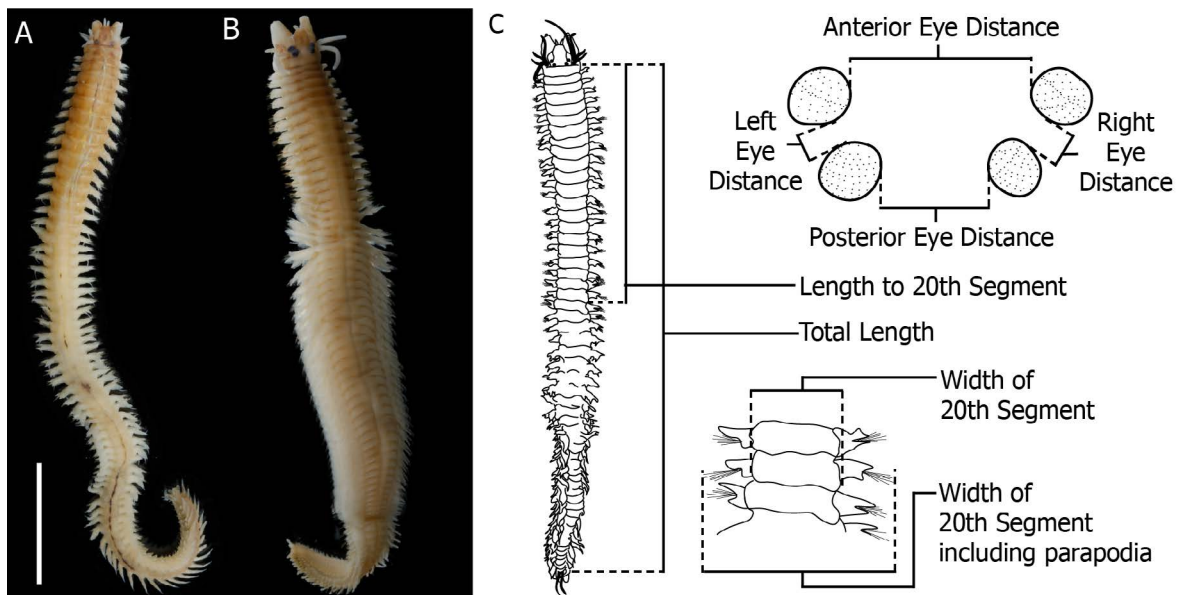 A
B
C
Anterior Eye Distance
Left
Eye
Distance
Right
Eye
Distance
Posterior Eye Distance
Length to 20th Segment
Total Length
Width of
20th Segment
Width of
20th Segment
including parapodia